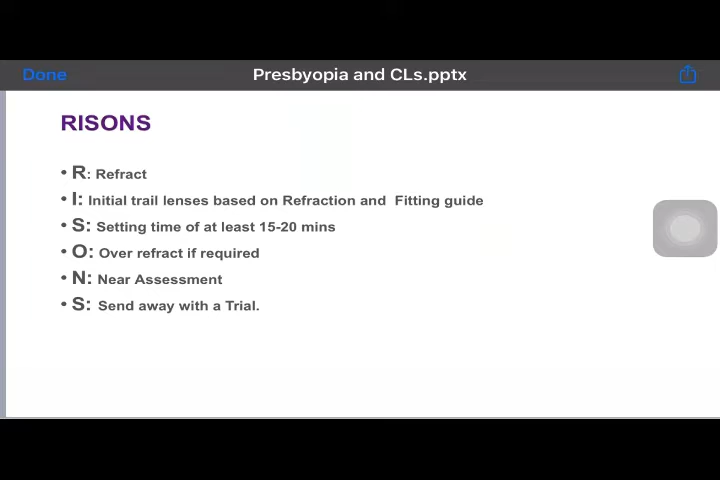 Done Presbyopia and CLs.pptx
RISONS
• R: Refract
• I: Initial trail lenses based on Refraction and Fitting guide
• S: Setting time of at least 15-20 mins
• O: Over refract if required
• N: Near Assessment
• S: Send away with a Trial.